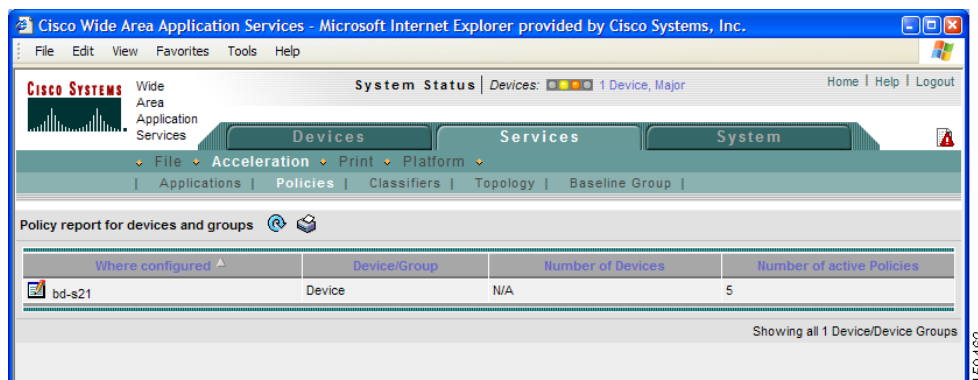 Cisco Wide Area Application Services - Microsoft Internet Explorer provided by Cisco Systems, Inc.
File Edit View Favorites Tools Help
CISCO SYSTEMS
Wide
Area
Application
Services
System Status | Devices: 1 Device, Major
Home | Help | Logout
Devices Services System
File Acceleration Print Platform
| Applications | Policies | Classifiers | Topology | Baseline Group |
Policy report for devices and groups
Where configured Device/Group Number of Devices Number of active Policies
bd-s21 Device N/A 5
Showing all 1 Device/Device Groups